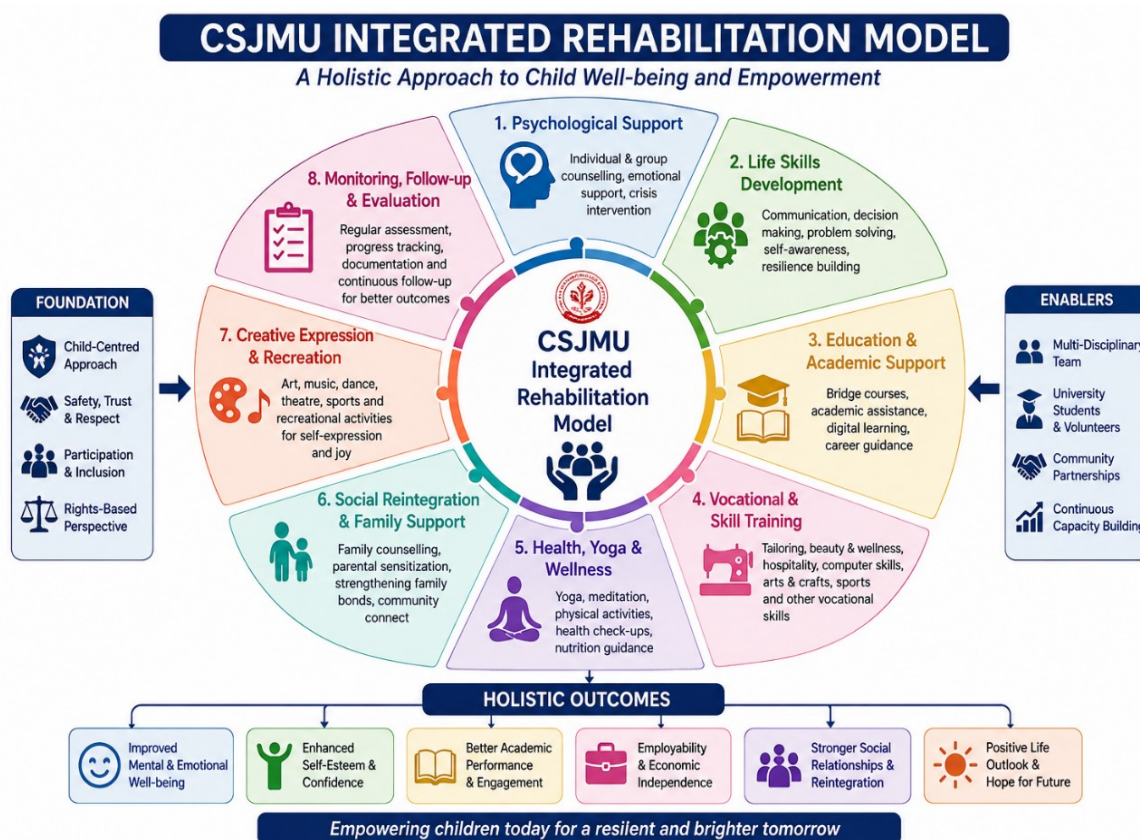 CSJMU INTEGRATED REHABILITATION MODEL
A Holistic Approach to Child Well-being and Empowerment
1. Psychological Support
Individual & group
counselling, emotional
support, crisis
intervention
2. Life Skills
Development
Communication, decision
making, problem solving,
self-awareness,
resilience building
3. Education &
Academic Support
Bridge courses,
academic assistance,
digital learning,
career guidance
4. Vocational &
Skill Training
Tailoring, beauty & wellness,
hospitality, computer skills,
arts & crafts, sports
and other vocational
skills
5. Health, Yoga &
Wellness
Yoga, meditation,
physical activities,
health check-ups,
nutrition guidance
6. Social Reintegration
& Family Support
Family counselling,
parental sensitization,
strengthening family
bonds, community
connect
7. Creative Expression
& Recreation
Art, music, dance,
theatre, sports and
recreational activities
for self-expression
and joy
8. Monitoring, Follow-up
& Evaluation
Regular assessment,
progress tracking,
documentation and
continuous follow-up
for better outcomes
CSJMU
Integrated
Rehabilitation
Model
FOUNDATION
Child-Centred
Approach
Safety, Trust
& Respect
Participation
& Inclusion
Rights-Based
Perspective
ENABLERS
Multi-Disciplinary
Team
University
Students
& Volunteers
Community
Partnerships
Continuous
Capacity Building
HOLISTIC OUTCOMES
Improved
Mental & Emotional
Well-being
Enhanced
Self-Esteem &
Confidence
Better Academic
Performance
& Engagement
Employability
& Economic
Independence
Stronger Social
Relationships &
Reintegration
Positive Life
Outlook &
Hope for Future
Empowering children today for a resilent and brighter tomorrow